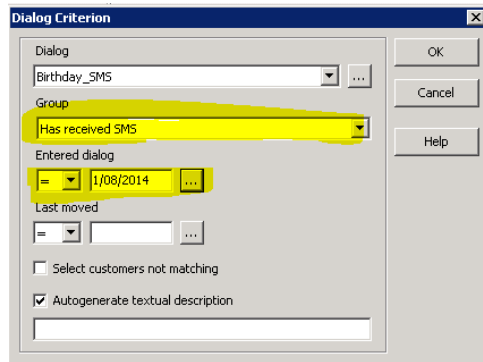 Dialog Criterion
Dialog
OK
Birthday_SMS
...
Cancel
Group
Has received SMS
Help
Entered dialog
= 1/08/2014 ...
Last moved
= ...
Select customers not matching
Autogenerate textual description